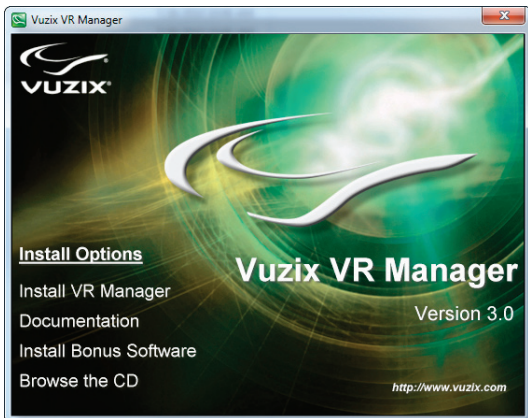 Vuzix VR Manager
VUZIX
Install Options
Install VR Manager
Documentation
Install Bonus Software
Browse the CD
Vuzix VR Manager
Version 3.0
http://www.vuzix.com